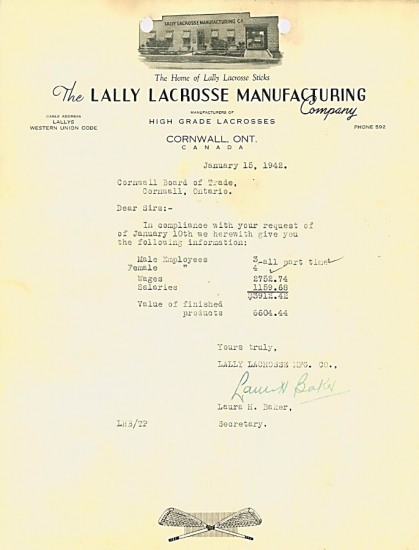 LALLY LACROSSE MANUFACTURING CO.
The Home of Lally Lacrosse Sticks
The LALLY LACROSSE MANUFACTURING
Company
CABLE ADDRESS
LALLYS
WESTERN UNION CODE
MANUFACTURERS OF
HIGH GRADE LACROSSES
PHONE 592
CORNWALL, ONT.
CANADA
January 15, 1942.
Cornwall Board of Trade,
Cornwall, Ontario.
Dear Sirs:-
In compliance with your request of
of January 10th we herewith give you
the following information:
Male Employees 3-all part time
Female " 4
Wages 2752.74
Salaries 1159.68
$3912.42
Value of finished
products 6604.44
Yours truly,
LALLY LACROSSE MFG. CO.,
Laura H Baker
Laura H. Baker,
LHB/TP Secretary.